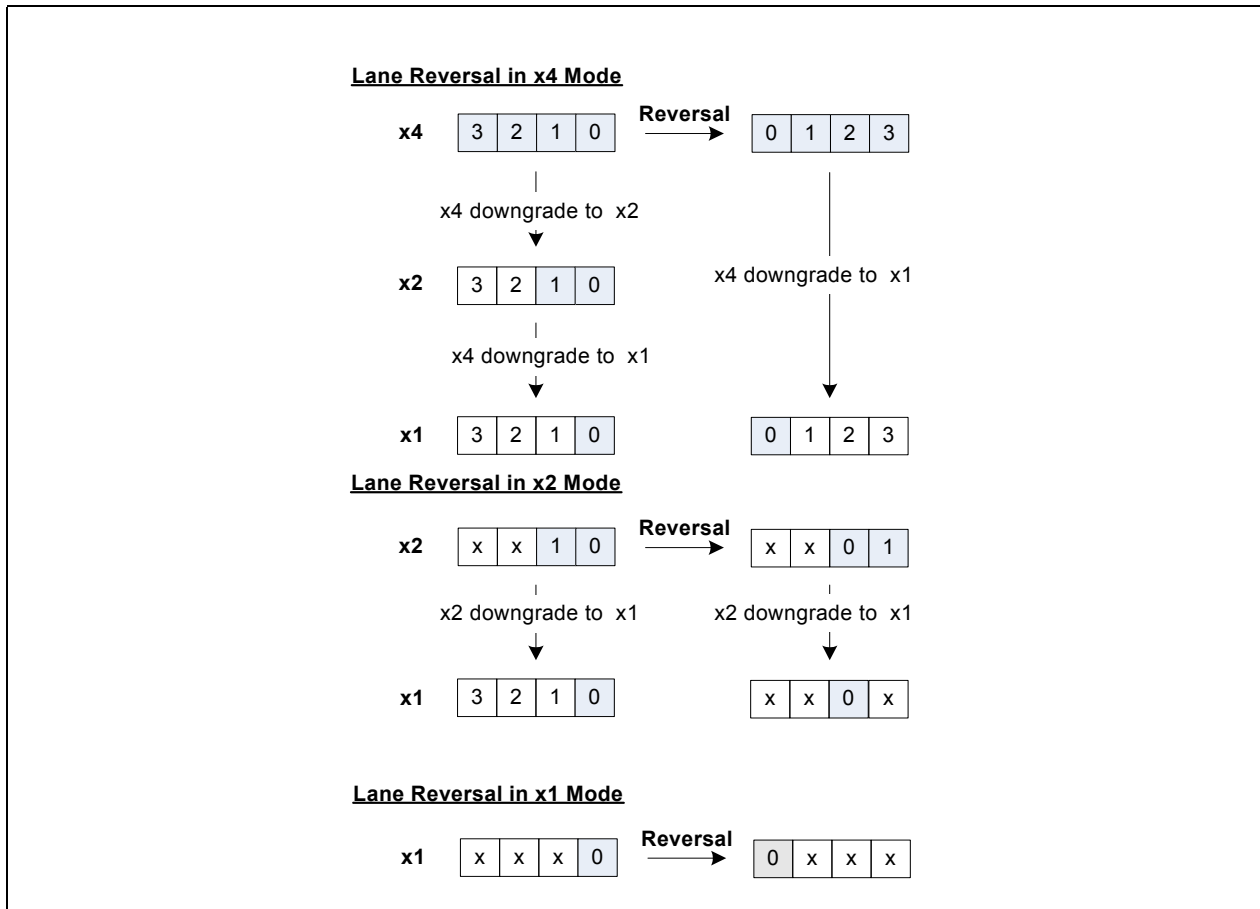 Lane Reversal in x4 Mode
x4 3 2 1 0 Reversal 0 1 2 3
x4 downgrade to x2
x2 3 2 1 0 x4 downgrade to x1
x4 downgrade to x1
x1 3 2 1 0 0 1 2 3
Lane Reversal in x2 Mode
x2 x x 1 0 Reversal x x 0 1
x2 downgrade to x1 x2 downgrade to x1
x1 3 2 1 0 x x 0 x
Lane Reversal in x1 Mode
x1 x x x 0 Reversal 0 x x x